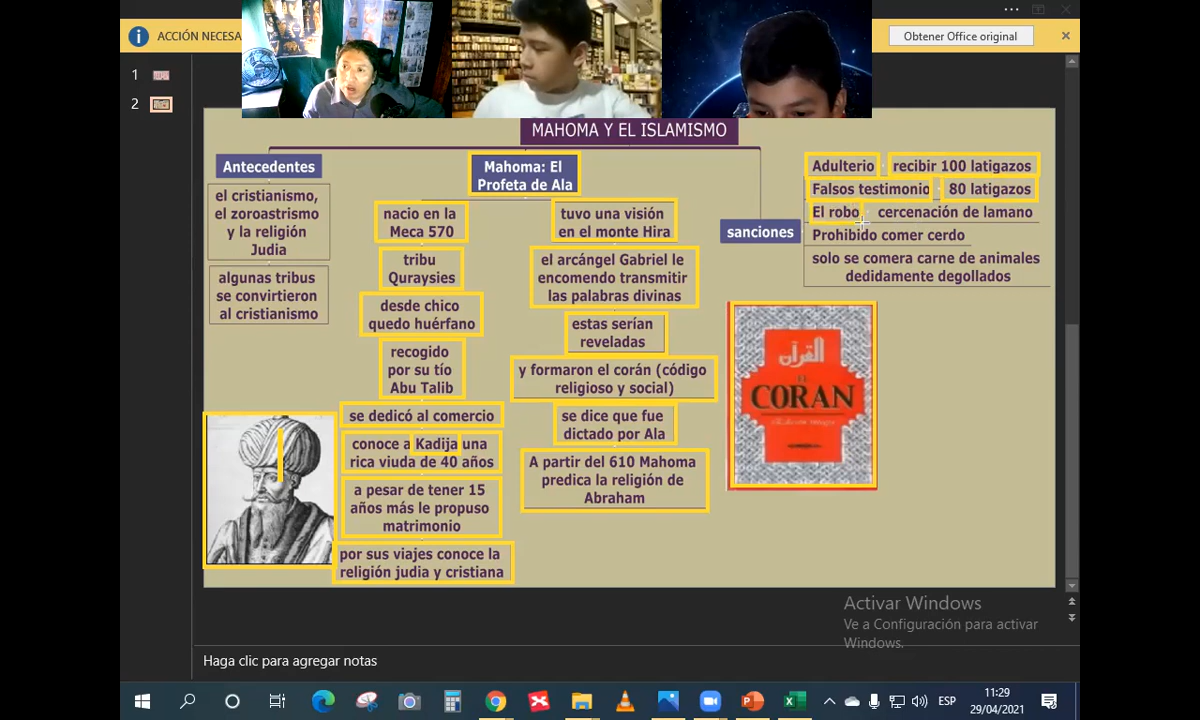 ACCIÓN NECESA
Obtener Office original
1
2
MAHOMA Y EL ISLAMISMO
Antecedentes
el cristianismo,
el zoroastrismo
y la religión
Judia
algunas tribus
se convirtieron
al cristianismo
Mahoma: El
Profeta de Ala
nacio en la
Meca 570
tribu
Quraysies
desde chico
quedo huérfano
recogido
por su tío
Abu Talib
se dedicó al comercio
conoce a Kadija una
rica viuda de 40 años
a pesar de tener 15
años más le propuso
matrimonio
por sus viajes conoce la
religión judia y cristiana
tuvo una visión
en el monte Hira
el arcángel Gabriel le
encomendo transmitir
las palabras divinas
estas serían
reveladas
y formaron el corán (código
religioso y social)
se dice que fue
dictado por Ala
A partir del 610 Mahoma
predica la religión de
Abraham
sanciones
Adulterio recibir 100 latigazos
Falsos testimonio 80 latigazos
El robo cercenación de lamano
Prohibido comer cerdo
solo se comera carne de animales
dedidamente degollados
القرآن
EL
CORAN
Activar Windows
Ve a Configuración para activar
Windows.
Haga clic para agregar notas
ESP
11:29
29/04/2021